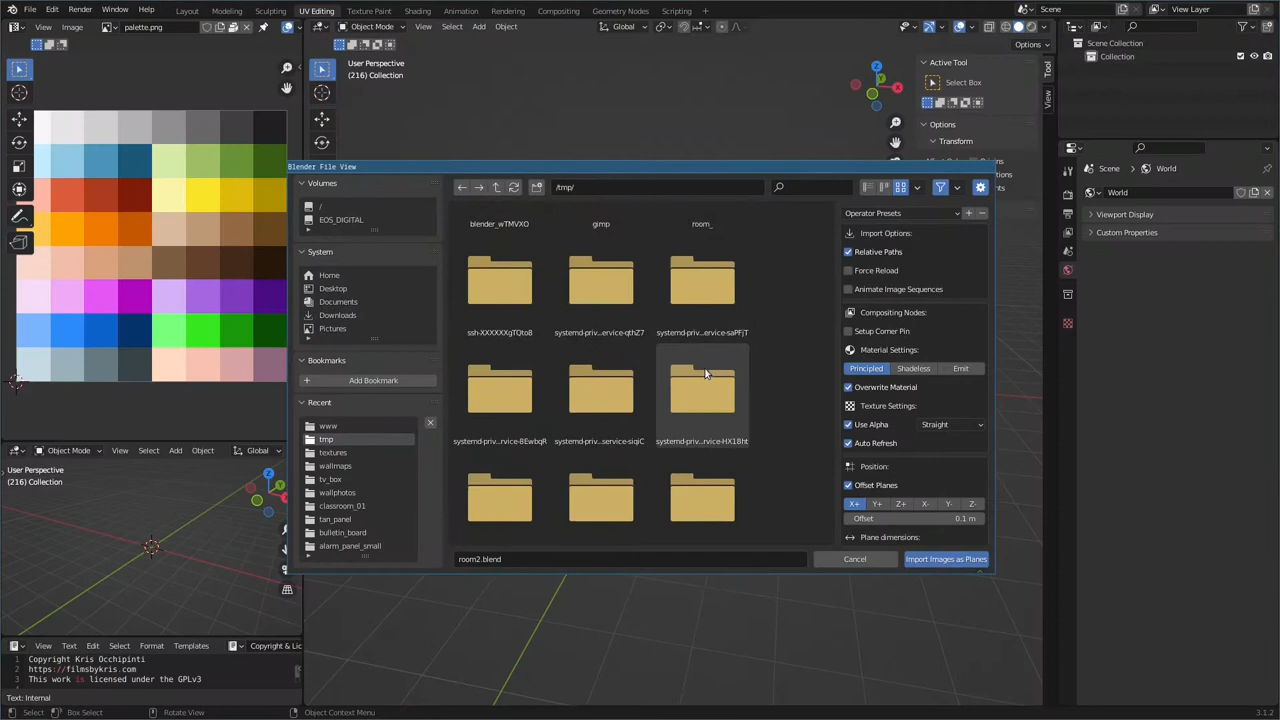 File Edit Render Window Help Layout Modeling Sculpting UV Editing Texture Paint Shading Animation Rendering Compositing Geometry Nodes Scripting Scene View Layer
View Image palette.png
Object Mode View Select Add Object Global
Options
Scene Collection
Collection
User Perspective
(216) Collection
Active Tool
Select Box
Options
Transform
Tool
View
Scene World
World
Viewport Display
Custom Properties
Blender File View
Volumes
/
EOS_DIGITAL
System
Home
Desktop
Documents
Downloads
Pictures
Bookmarks
Add Bookmark
Recent
www
tmp
textures
wallmaps
tv_box
wallphotos
classroom_01
tan_panel
bulletin_board
alarm_panel_small
/tmp/
blender_wTMVXO gimp room_
ssh-XXXXXXgTQto8 systemd-priv...ervice-qthZ7 systemd-priv...ervice-saPFjT
systemd-priv...rvice-8EwbqR systemd-priv...service-siqiC systemd-priv...rvice-HX18ht
room2.blend
Cancel
Import Images as Planes
Operator Presets
Import Options:
Relative Paths
Force Reload
Animate Image Sequences
Compositing Nodes:
Setup Corner Pin
Material Settings:
Principled Shadeless Emit
Overwrite Material
Texture Settings:
Use Alpha Straight
Auto Refresh
Position:
Offset Planes
X+ Y+ Z+ X- Y- Z-
Offset 0.1 m
Plane dimensions:
Object Mode View Select Add Object Global
User Perspective
(216) Collection
View Text Edit Select Format Templates Copyright & Lic
1 Copyright Kris Occhipinti
2 https://filmsbykris.com
3 This work is licensed under the GPLv3
Text: Internal
Select Box Select Rotate View Object Context Menu 3.1.2